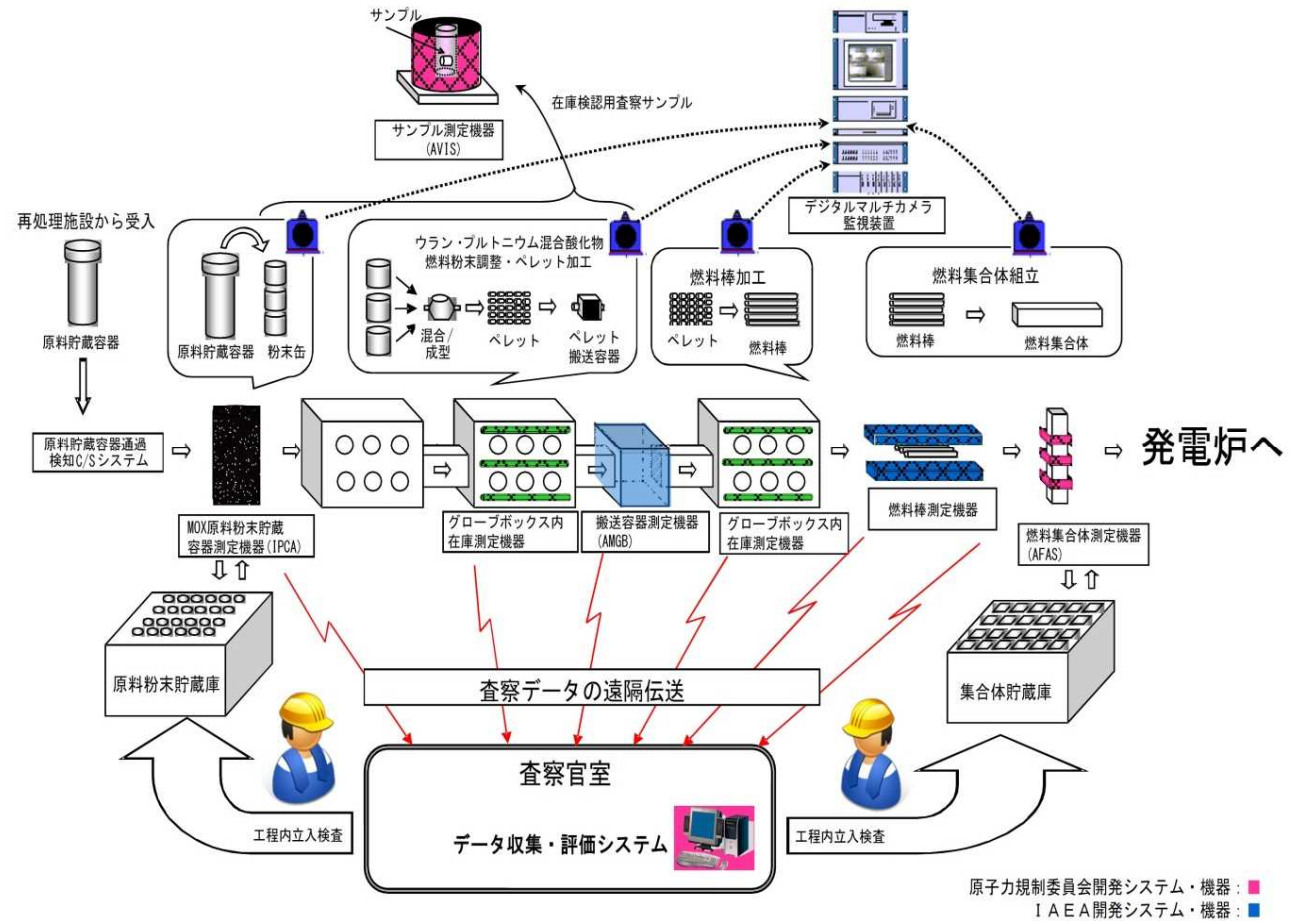 サンプル
在庫検認用査察サンプル
サンプル測定機器
(AVIS)
デジタルマルチカメラ
監視装置
再処理施設から受入
原料貯蔵容器
原料貯蔵容器
粉末缶
ウラン・プルトニウム混合酸化物
燃料粉末調整・ペレット加工
混合/
成型
ペレット
ペレット
搬送容器
燃料棒加工
ペレット
燃料棒
燃料集合体組立
燃料棒
燃料集合体
原料貯蔵容器通過
検知C/Sシステム
発電炉へ
MOX原料粉末貯蔵
容器測定機器(IPCA)
グローブボックス内
在庫測定機器
搬送容器測定機器
(AMGB)
グローブボックス内
在庫測定機器
燃料棒測定機器
燃料集合体測定機器
(AFAS)
原料粉末貯蔵庫
査察データの遠隔伝送
集合体貯蔵庫
査察官室
データ収集・評価システム
工程内立入検査
工程内立入検査
原子力規制委員会開発システム・機器：
ＩＡＥＡ開発システム・機器：